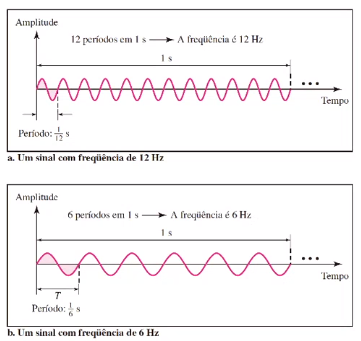 Amplitude
12 períodos em 1 s → A freqüência é 12 Hz
1 s
Tempo
Período: 1/12 s
a. Um sinal com freqüência de 12 Hz
Amplitude
6 períodos em 1 s → A freqüência é 6 Hz
1 s
Tempo
T
Período: 1/6 s
b. Um sinal com freqüência de 6 Hz